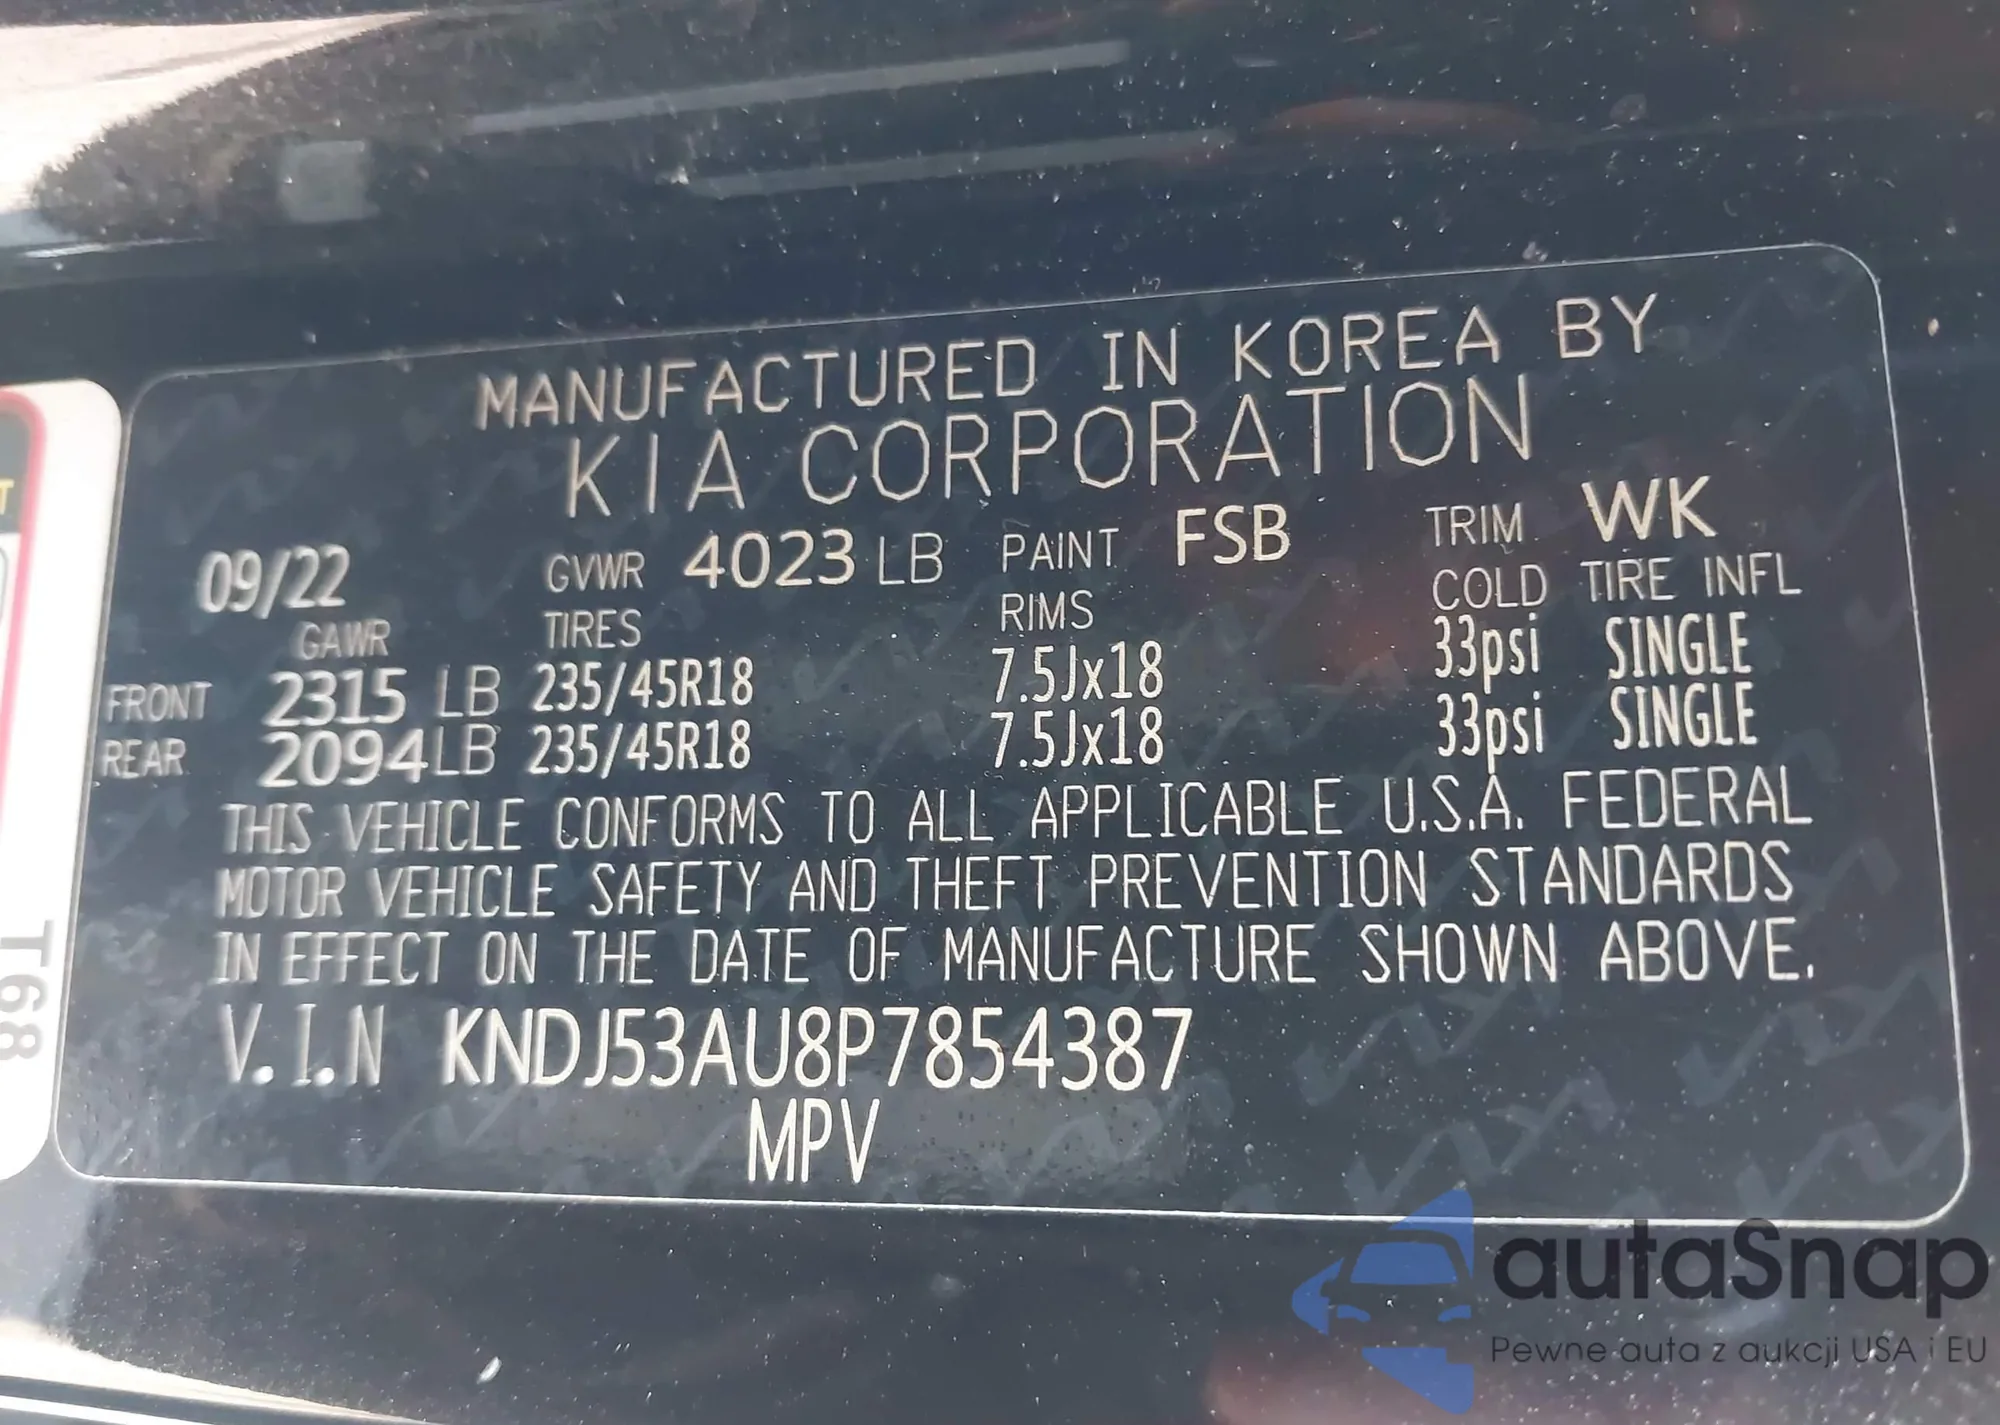 MANUFACTURED IN KOREA BY
KIA CORPORATION
09/22 GVWR 4023 LB PAINT FSB TRIM WK
GAWR TIRES RIMS COLD TIRE INFL
FRONT 2315 LB 235/45R18 7.5Jx18 33psi SINGLE
REAR 2094 LB 235/45R18 7.5Jx18 33psi SINGLE
THIS VEHICLE CONFORMS TO ALL APPLICABLE U.S.A. FEDERAL
MOTOR VEHICLE SAFETY AND THEFT PREVENTION STANDARDS
IN EFFECT ON THE DATE OF MANUFACTURE SHOWN ABOVE.
V.I.N KNDJ53AU8P7854387
MPV
T
T68
autaSnap
Pewne auta z aukcji USA i EU